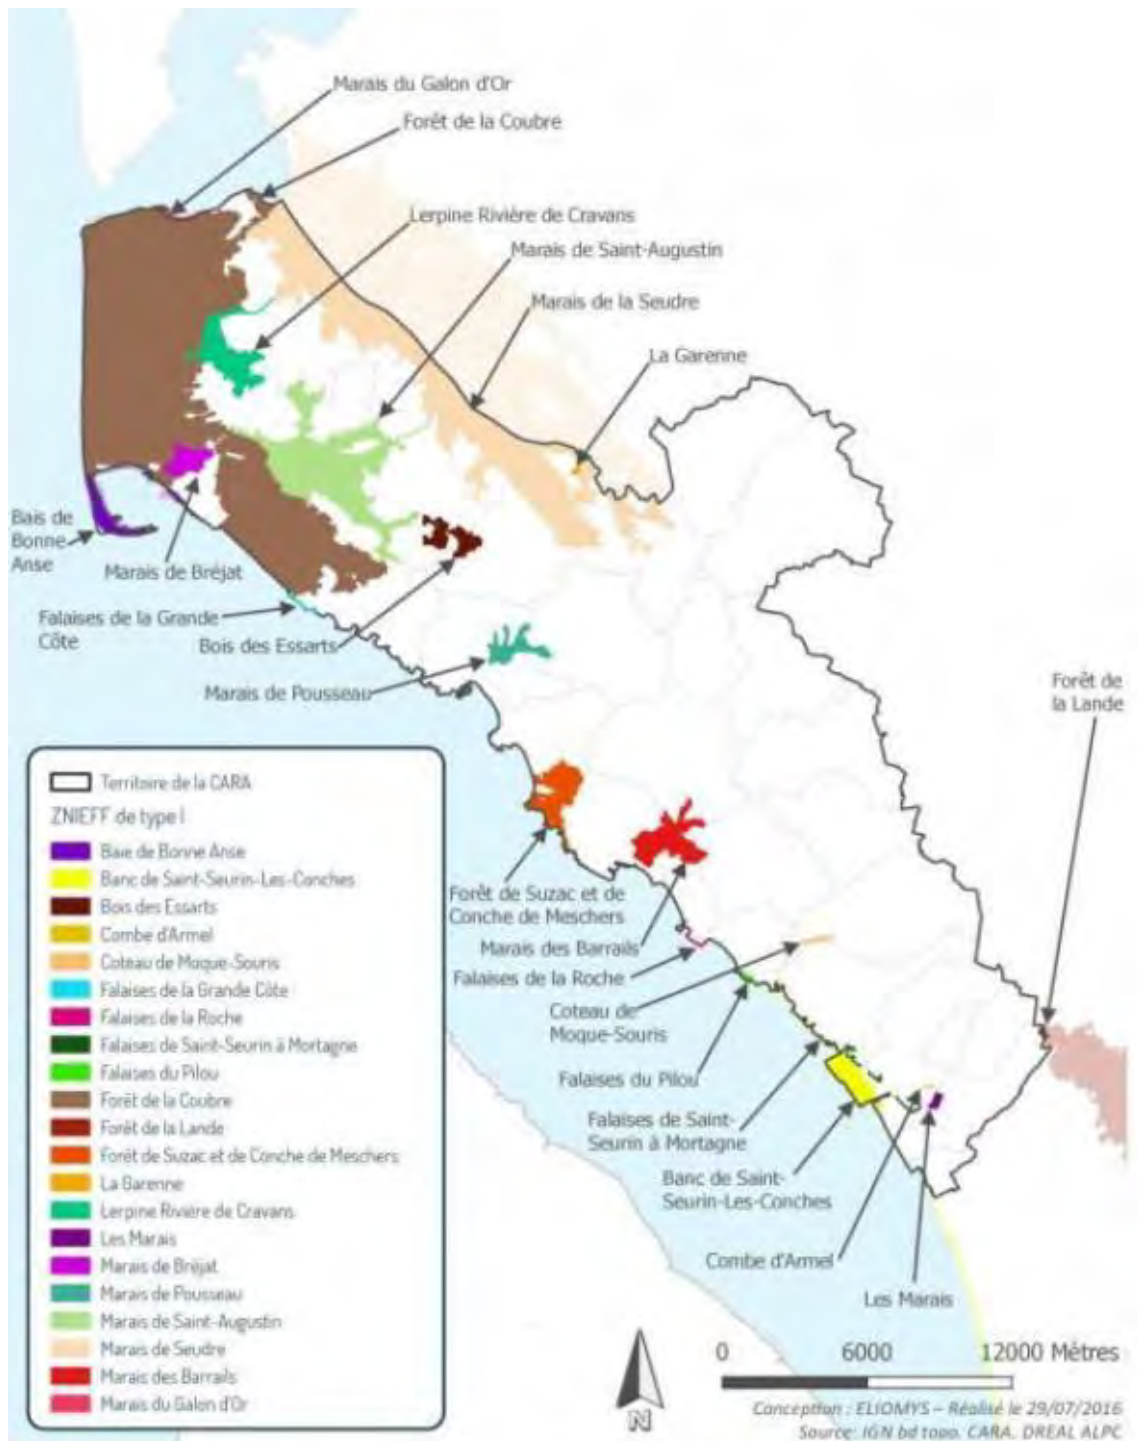 Marais du Galon d'Or
Forêt de la Coubre
Lerpine Rivière de Cravans
Marais de Saint-Augustin
Marais de la Seudre
La Garenne
Bais de
Bonne
Anse
Marais de Bréjat
Falaises de la Grande
Côte
Bois des Essarts
Marais de Pousseau
Forêt de
la Lande
Territoire de la CARA
ZNIEFF de type I
Baie de Bonne Anse
Banc de Saint-Seurin-Les-Conches
Bois des Essarts
Combe d'Armel
Coteau de Moque-Souris
Falaises de la Grande Côte
Falaises de la Roche
Falaises de Saint-Seurin à Mortagne
Falaises du Pilou
Forêt de la Coubre
Forêt de la Lande
Forêt de Suzac et de Conche de Meschers
La Garenne
Lerpine Rivière de Cravans
Les Marais
Marais de Bréjat
Marais de Pousseau
Marais de Saint-Augustin
Marais de Seudre
Marais des Barrails
Marais du Galon d'Or
Forêt de Suzac et de
Conche de Meschers
Marais des Barrails
Falaises de la Roche
Coteau de
Moque-Souris
Falaises du Pilou
Falaises de Saint-
Seurin à Mortagne
Banc de Saint-
Seurin-Les-Conches
Combe d'Armel
Les Marais
N
0 6000 12000 Mètres
Conception : ELIOMYS – Réalisé le 29/07/2016
Source: IGN bd topo, CARA, DREAL ALPC